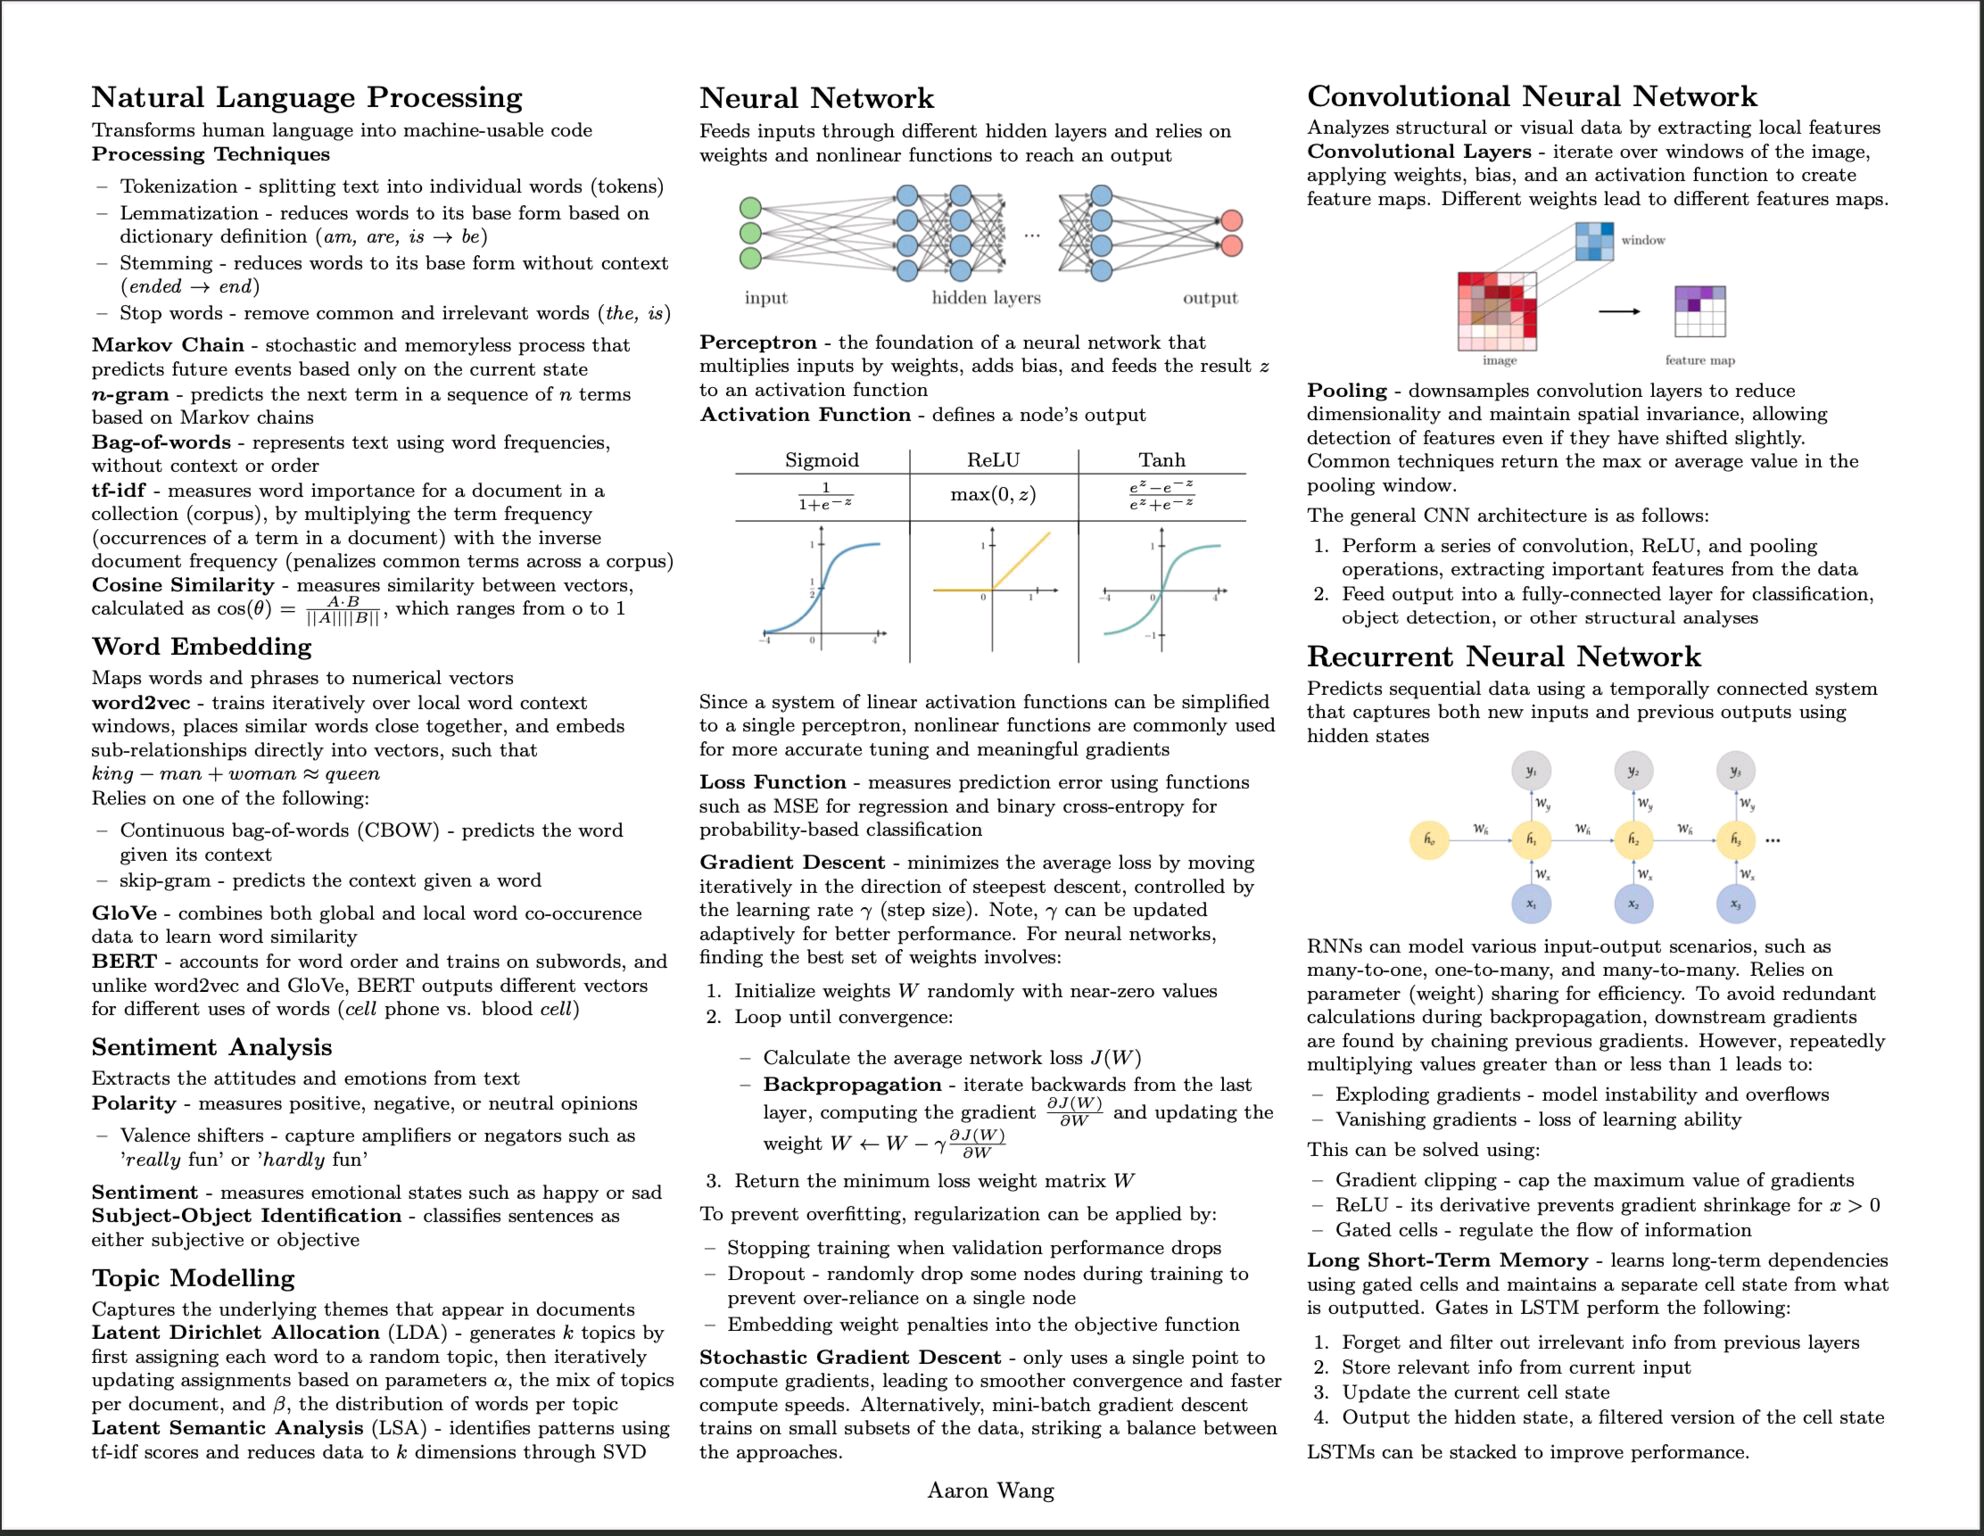 Natural Language Processing
Transforms human language into machine-usable code
Processing Techniques
– Tokenization - splitting text into individual words (tokens)
– Lemmatization - reduces words to its base form based on
dictionary definition (am, are, is → be)
– Stemming - reduces words to its base form without context
(ended → end)
– Stop words - remove common and irrelevant words (the, is)
Markov Chain - stochastic and memoryless process that
predicts future events based only on the current state
n-gram - predicts the next term in a sequence of n terms
based on Markov chains
Bag-of-words - represents text using word frequencies,
without context or order
tf-idf - measures word importance for a document in a
collection (corpus), by multiplying the term frequency
(occurrences of a term in a document) with the inverse
document frequency (penalizes common terms across a corpus)
Cosine Similarity - measures similarity between vectors,
calculated as cos(θ) = A·B / ||A||||B||, which ranges from o to 1
Word Embedding
Maps words and phrases to numerical vectors
word2vec - trains iteratively over local word context
windows, places similar words close together, and embeds
sub-relationships directly into vectors, such that
king − man + woman ≈ queen
Relies on one of the following:
– Continuous bag-of-words (CBOW) - predicts the word
given its context
– skip-gram - predicts the context given a word
GloVe - combines both global and local word co-occurence
data to learn word similarity
BERT - accounts for word order and trains on subwords, and
unlike word2vec and GloVe, BERT outputs different vectors
for different uses of words (cell phone vs. blood cell)
Sentiment Analysis
Extracts the attitudes and emotions from text
Polarity - measures positive, negative, or neutral opinions
– Valence shifters - capture amplifiers or negators such as
'really fun' or 'hardly fun'
Sentiment - measures emotional states such as happy or sad
Subject-Object Identification - classifies sentences as
either subjective or objective
Topic Modelling
Captures the underlying themes that appear in documents
Latent Dirichlet Allocation (LDA) - generates k topics by
first assigning each word to a random topic, then iteratively
updating assignments based on parameters α, the mix of topics
per document, and β, the distribution of words per topic
Latent Semantic Analysis (LSA) - identifies patterns using
tf-idf scores and reduces data to k dimensions through SVD
Neural Network
Feeds inputs through different hidden layers and relies on
weights and nonlinear functions to reach an output
...
input hidden layers output
Perceptron - the foundation of a neural network that
multiplies inputs by weights, adds bias, and feeds the result z
to an activation function
Activation Function - defines a node's output
Sigmoid ReLU Tanh
1 / 1+e^−z max(0, z) e^z−e^−z / e^z+e^−z
1 1 1
1/2 0 1 -4 0 4
-4 0 4 -1
Since a system of linear activation functions can be simplified
to a single perceptron, nonlinear functions are commonly used
for more accurate tuning and meaningful gradients
Loss Function - measures prediction error using functions
such as MSE for regression and binary cross-entropy for
probability-based classification
Gradient Descent - minimizes the average loss by moving
iteratively in the direction of steepest descent, controlled by
the learning rate γ (step size). Note, γ can be updated
adaptively for better performance. For neural networks,
finding the best set of weights involves:
1. Initialize weights W randomly with near-zero values
2. Loop until convergence:
– Calculate the average network loss J(W)
– Backpropagation - iterate backwards from the last
layer, computing the gradient ∂J(W)/∂W and updating the
weight W ← W − γ ∂J(W)/∂W
3. Return the minimum loss weight matrix W
To prevent overfitting, regularization can be applied by:
– Stopping training when validation performance drops
– Dropout - randomly drop some nodes during training to
prevent over-reliance on a single node
– Embedding weight penalties into the objective function
Stochastic Gradient Descent - only uses a single point to
compute gradients, leading to smoother convergence and faster
compute speeds. Alternatively, mini-batch gradient descent
trains on small subsets of the data, striking a balance between
the approaches.
Convolutional Neural Network
Analyzes structural or visual data by extracting local features
Convolutional Layers - iterate over windows of the image,
applying weights, bias, and an activation function to create
feature maps. Different weights lead to different features maps.
window
image feature map
Pooling - downsamples convolution layers to reduce
dimensionality and maintain spatial invariance, allowing
detection of features even if they have shifted slightly.
Common techniques return the max or average value in the
pooling window.
The general CNN architecture is as follows:
1. Perform a series of convolution, ReLU, and pooling
operations, extracting important features from the data
2. Feed output into a fully-connected layer for classification,
object detection, or other structural analyses
Recurrent Neural Network
Predicts sequential data using a temporally connected system
that captures both new inputs and previous outputs using
hidden states
y₁ y₂ y₃
Wy Wy Wy
h₀ Wh h₁ Wh h₂ Wh h₃ ...
Wx Wx Wx
x₁ x₂ x₃
RNNs can model various input-output scenarios, such as
many-to-one, one-to-many, and many-to-many. Relies on
parameter (weight) sharing for efficiency. To avoid redundant
calculations during backpropagation, downstream gradients
are found by chaining previous gradients. However, repeatedly
multiplying values greater than or less than 1 leads to:
– Exploding gradients - model instability and overflows
– Vanishing gradients - loss of learning ability
This can be solved using:
– Gradient clipping - cap the maximum value of gradients
– ReLU - its derivative prevents gradient shrinkage for x > 0
– Gated cells - regulate the flow of information
Long Short-Term Memory - learns long-term dependencies
using gated cells and maintains a separate cell state from what
is outputted. Gates in LSTM perform the following:
1. Forget and filter out irrelevant info from previous layers
2. Store relevant info from current input
3. Update the current cell state
4. Output the hidden state, a filtered version of the cell state
LSTMs can be stacked to improve performance.
Aaron Wang